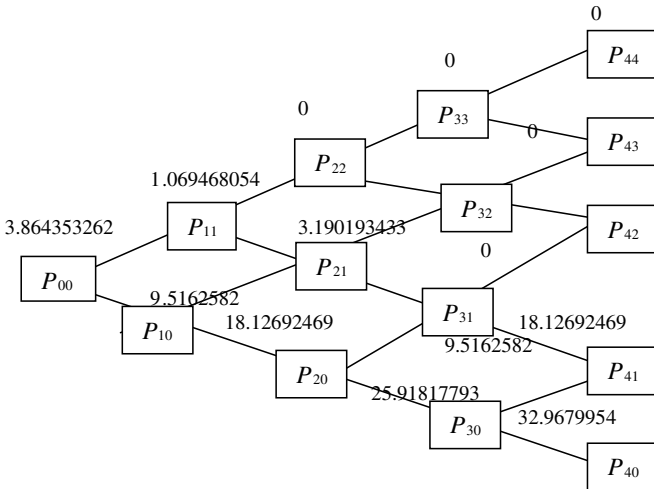 0
P44
0
P33
0
0
P43
P22
1.069468054
P32
3.864353262
P11
3.190193433
P42
0
P00
P21
9.5162582
P10
18.12692469
P31
18.12692469
9.5162582
P20
P41
25.91817793
P30
32.9679954
P40